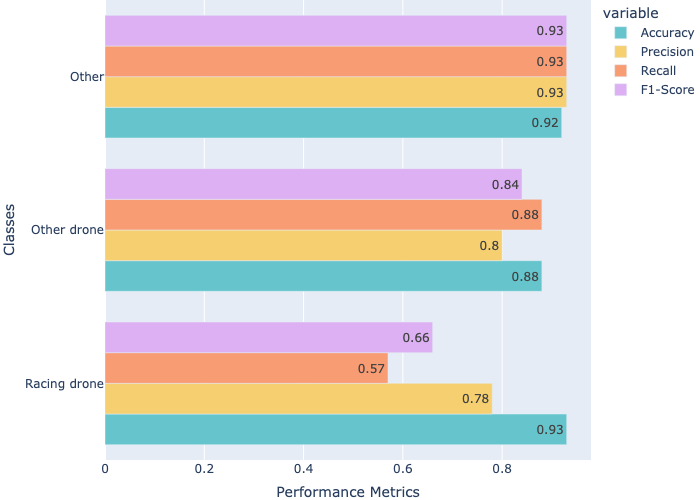 variable
Accuracy
Precision
Recall
F1-Score
Classes
Other
0.93
0.93
0.93
0.92
Other drone
0.84
0.88
0.8
0.88
Racing drone
0.66
0.57
0.78
0.93
0 0.2 0.4 0.6 0.8
Performance Metrics